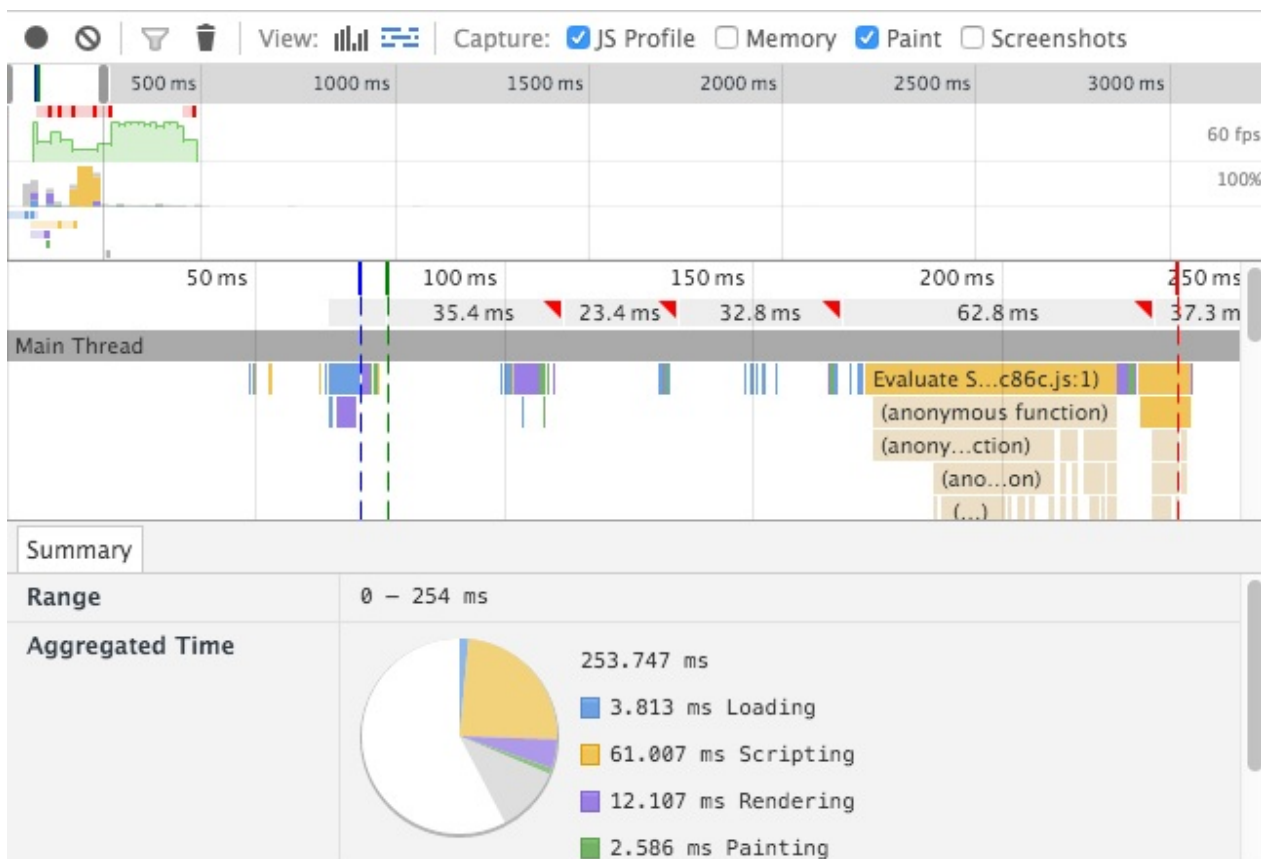 View: Capture: JS Profile Memory Paint Screenshots
500 ms 1000 ms 1500 ms 2000 ms 2500 ms 3000 ms
60 fps
100%
50 ms 100 ms 150 ms 200 ms 250 ms
35.4 ms 23.4 ms 32.8 ms 62.8 ms 37.3 m
Main Thread
Evaluate S...c86c.js:1)
(anonymous function)
(anony...ction)
(ano...on)
(...)
Summary
Range 0 – 254 ms
Aggregated Time
253.747 ms
3.813 ms Loading
61.007 ms Scripting
12.107 ms Rendering
2.586 ms Painting